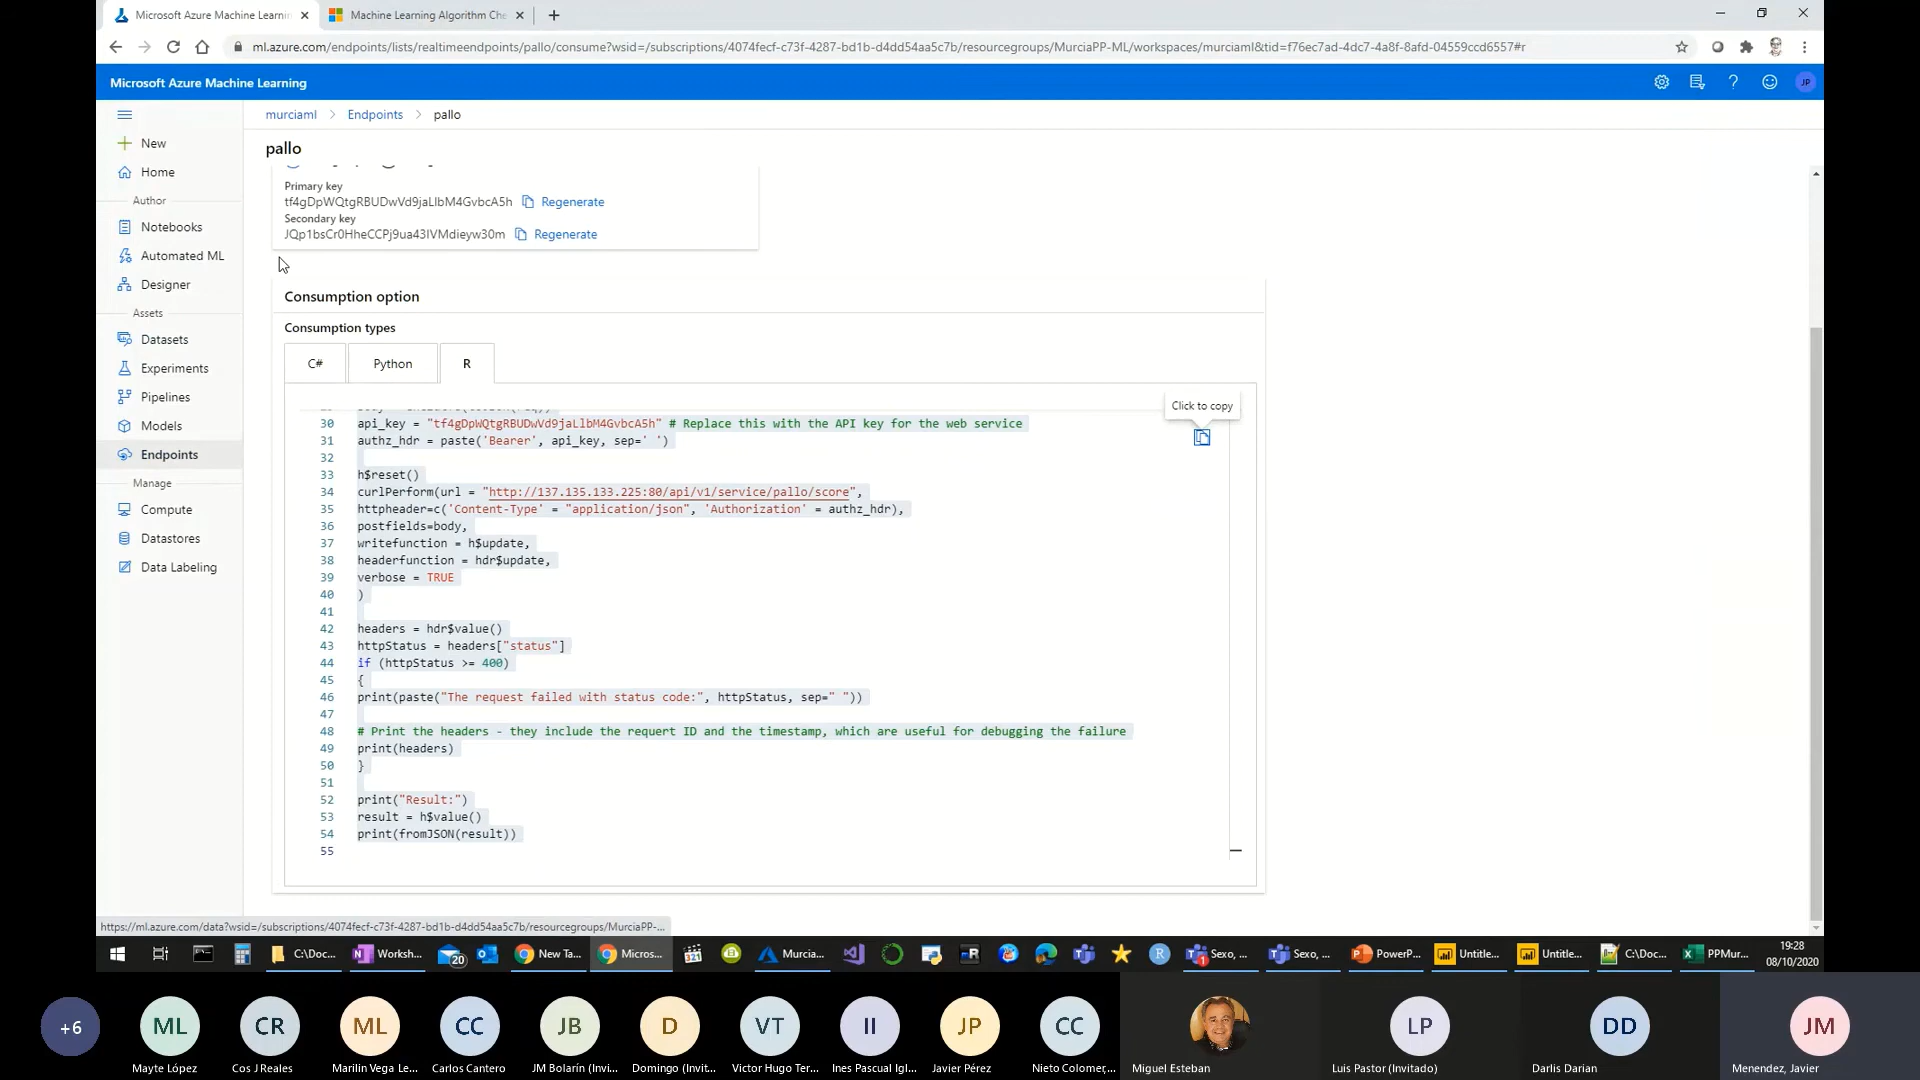 Microsoft Azure Machine Learnin
Machine Learning Algorithm Che
ml.azure.com/endpoints/lists/realtimeendpoints/pallo/consume?wsid=/subscriptions/4074fecf-c73f-4287-bd1b-d4dd54aa5c7b/resourcegroups/MurciaPP-ML/workspaces/murciaml&tid=f76ec7ad-4dc7-4a8f-8afd-04559ccd6557#r
Microsoft Azure Machine Learning
JP
murciaml > Endpoints > pallo
New
Home
Author
Notebooks
Automated ML
Designer
Assets
Datasets
Experiments
Pipelines
Models
Endpoints
Manage
Compute
Datastores
Data Labeling
pallo
Primary key
tf4gDpWQtgRBUDwVd9jaLlbM4GvbcA5h Regenerate
Secondary key
JQp1bsCr0HheCCPj9ua43IVMdieyw30m Regenerate
Consumption option
Consumption types
C# Python R
Click to copy
30 api_key = "tf4gDpWQtgRBUDwVd9jaLlbM4GvbcA5h" # Replace this with the API key for the web service
31 authz_hdr = paste('Bearer', api_key, sep=' ')
32
33 h$reset()
34 curlPerform(url = "http://137.135.133.225:80/api/v1/service/pallo/score",
35 httpheader=c('Content-Type' = "application/json", 'Authorization' = authz_hdr),
36 postfields=body,
37 writefunction = h$update,
38 headerfunction = hdr$update,
39 verbose = TRUE
40 )
41
42 headers = hdr$value()
43 httpStatus = headers["status"]
44 if (httpStatus >= 400)
45 {
46 print(paste("The request failed with status code:", httpStatus, sep=" "))
47
48 # Print the headers - they include the requert ID and the timestamp, which are useful for debugging the failure
49 print(headers)
50 }
51
52 print("Result:")
53 result = h$value()
54 print(fromJSON(result))
55
https://ml.azure.com/data?wsid=/subscriptions/4074fecf-c73f-4287-bd1b-d4dd54aa5c7b/resourcegroups/MurciaPP-...
20 C:\Doc... Worksh... New Ta... Micros... 321 Murcia... R R Sexo, ... Sexo, ... PowerP... Untitle... Untitle... C:\Doc... PPMur...
19:28
08/10/2020
+6 ML CR ML CC JB D VT II JP CC LP DD JM
Mayte López Cos J Reales Marilin Vega Le... Carlos Cantero JM Bolarín (Invi... Domingo (Invit... Victor Hugo Ter... Ines Pascual Igl... Javier Pérez Nieto Colomer,... Miguel Esteban Luis Pastor (Invitado) Darlis Darian Menendez, Javier